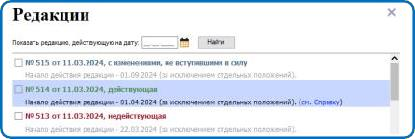 Редакции
Показать редакцию, действующую на дату: __.__.____ Найти
№ 515 от 11.03.2024, с изменениями, не вступившими в силу
Начало действия редакции - 01.09.2024 (за исключением отдельных положений).
№ 514 от 11.03.2024, действующая
Начало действия редакции - 01.04.2024 (за исключением отдельных положений). (см. Справку)
№ 513 от 11.03.2024, недействующая
Начало действия редакции - 22.03.2024 (за исключением отдельных положений).